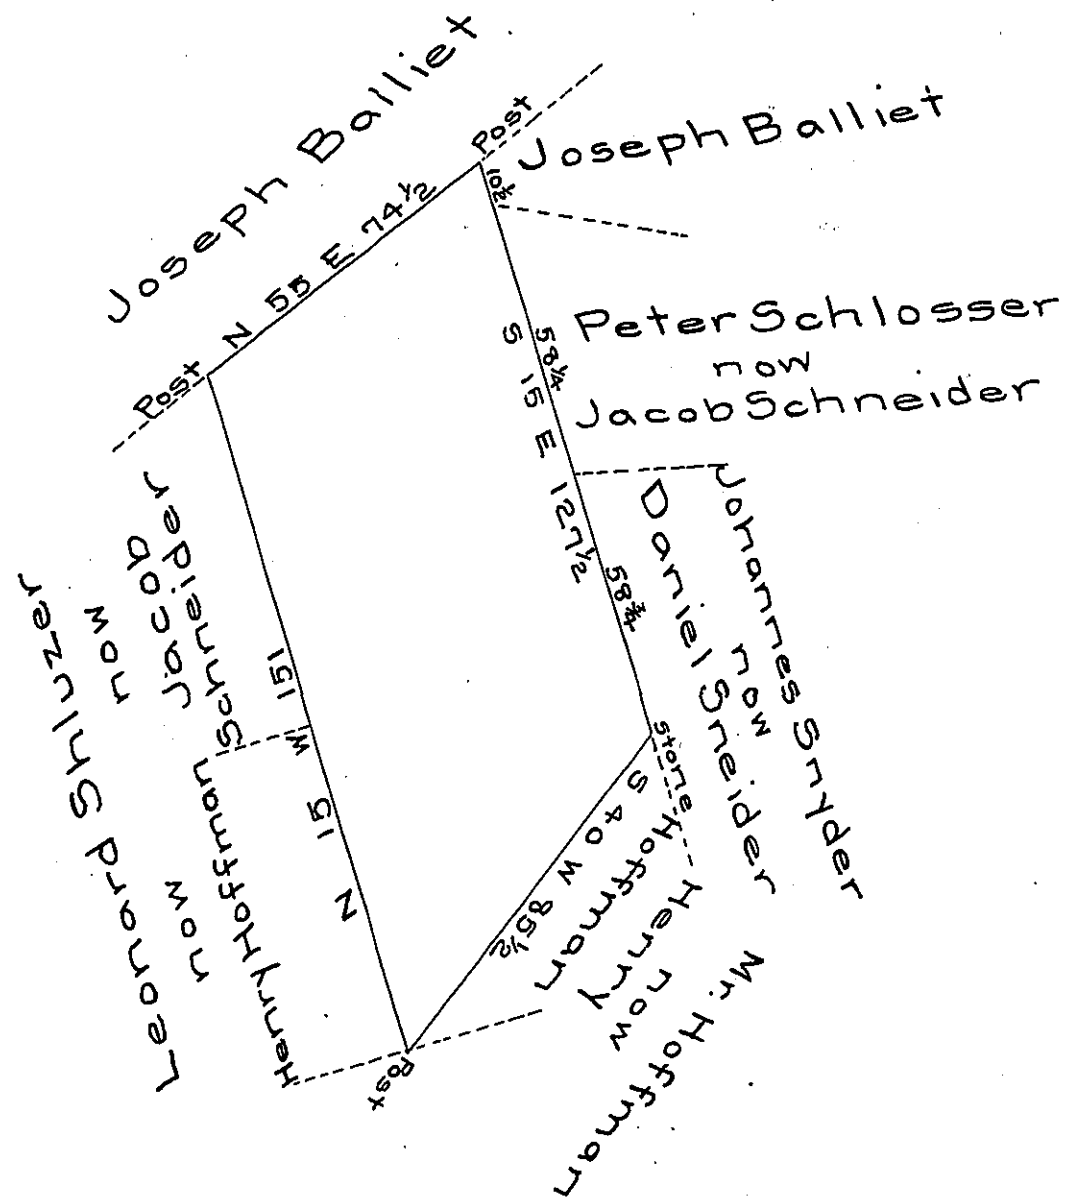 Joseph Balliet
Post
Joseph Balliet
10½
N 55 E 74½
Post
Peter Schlosser
now
Jacob Schneider
S 15 E 127½
58¼
58¾
Johannes Snyder
now
Daniel Sneider
Stone
S 40 W 85½
Mr. Hoffman
now
Henry
Hoffman
Post
N 15 W 151
Leonard Shluzer
now
Jacob
Schneider
now
Henry Hoffman